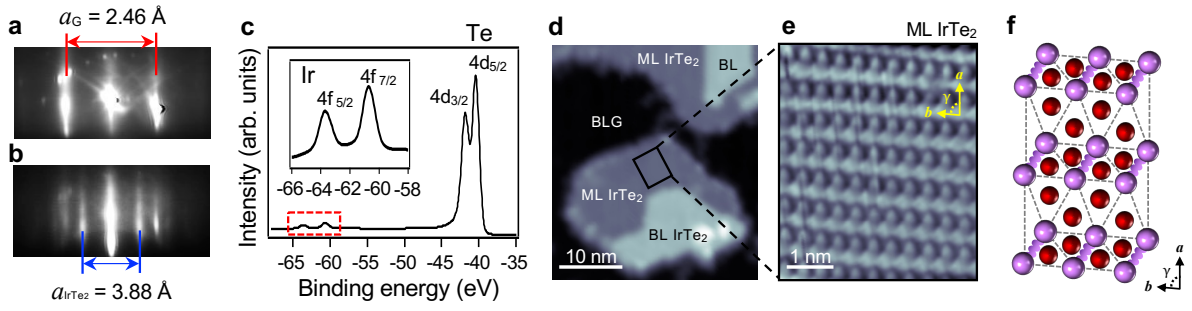 a
a_G = 2.46 Å
b
a_IrTe₂ = 3.88 Å
c
Te
Ir
4f 5/2
4f 7/2
4d3/2
4d5/2
-66 -64 -62 -60 -58
Intensity (arb. units)
-65 -60 -55 -50 -45 -40 -35
Binding energy (eV)
d
ML IrTe₂
BL
BLG
ML IrTe₂
BL IrTe₂
10 nm
e
ML IrTe₂
a
γ
b
1 nm
f
a
γ
b